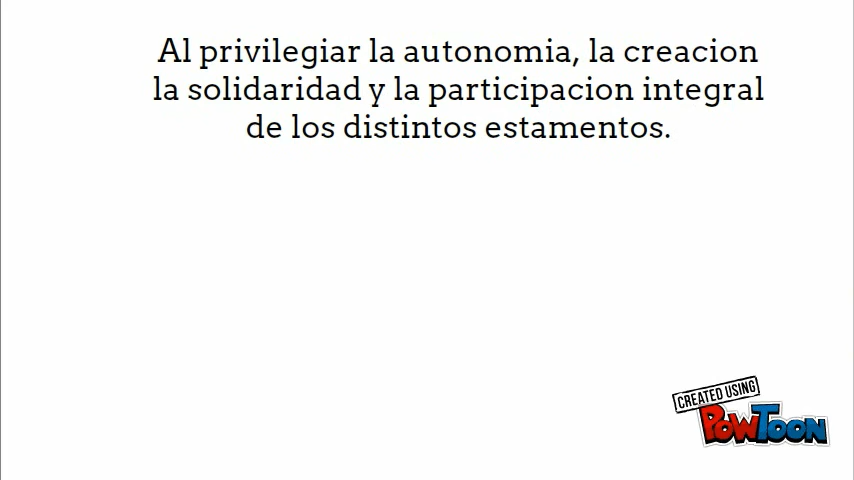 Al privilegiar la autonomia, la creacion
la solidaridad y la participacion integral
de los distintos estamentos.
CREATED USING
POWTOON